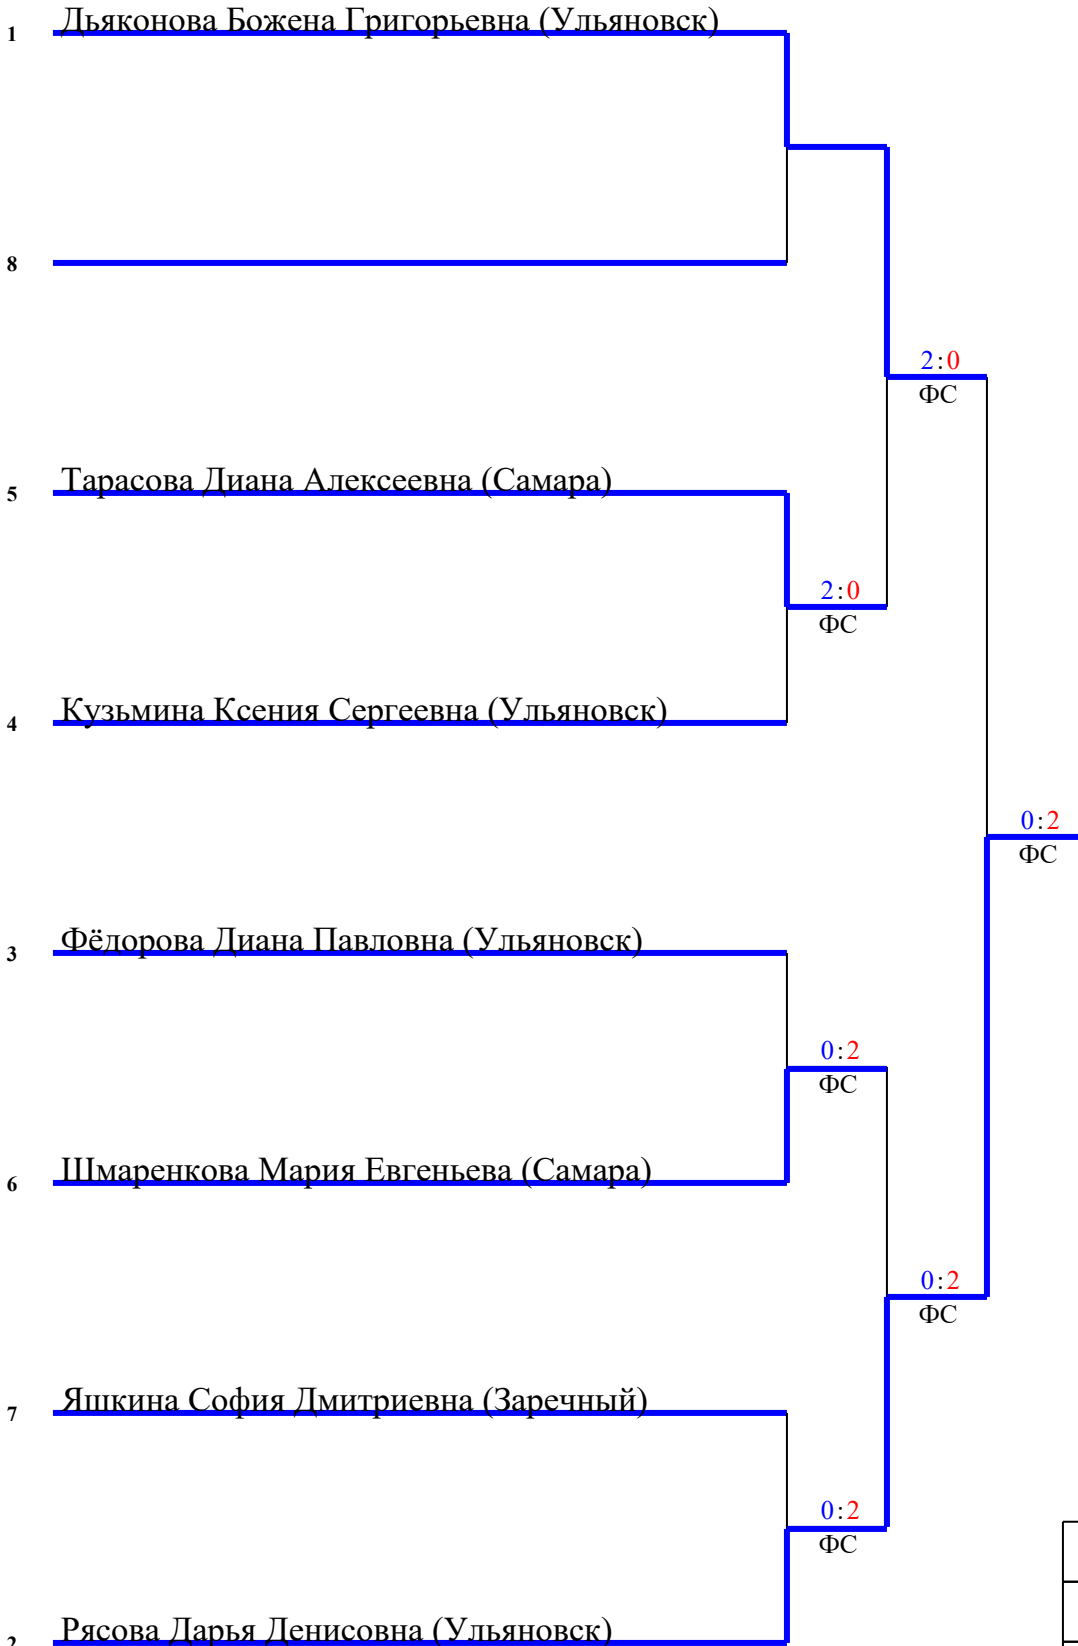 1 Дьяконова Божена Григорьевна (Ульяновск)
8
2:0
ФС
5 Тарасова Диана Алексеевна (Самара)
2:0
ФС
4 Кузьмина Ксения Сергеевна (Ульяновск)
0:2
ФС
3 Фёдорова Диана Павловна (Ульяновск)
0:2
ФС
6 Шмаренкова Мария Евгеньева (Самара)
0:2
ФС
7 Яшкина София Дмитриевна (Заречный)
0:2
ФС
2 Рясова Дарья Денисовна (Ульяновск)